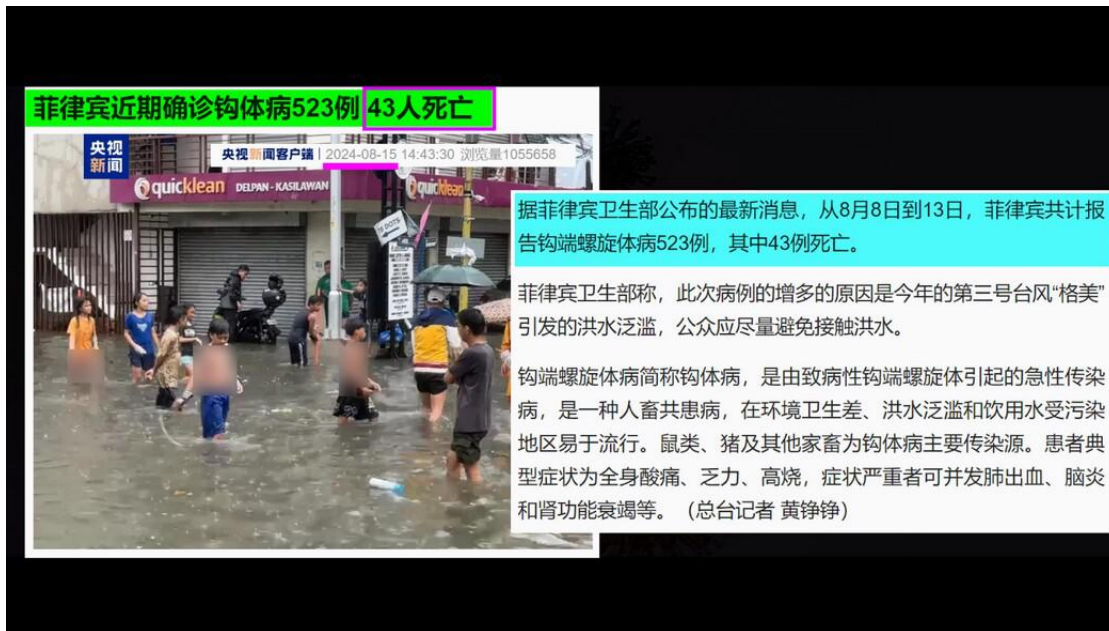 菲律宾近期确诊钩体病523例 43人死亡
央视
新闻
央视新闻客户端 | 2024-08-15 14:43:30 浏览量1055658
quicklean DELPAN - KASILAWAN quicklean
据菲律宾卫生部公布的最新消息，从8月8日到13日，菲律宾共计报
告钩端螺旋体病523例，其中43例死亡。
菲律宾卫生部称，此次病例的增多的原因是今年的第三号台风“格美”
引发的洪水泛滥，公众应尽量避免接触洪水。
钩端螺旋体病简称钩体病，是由致病性钩端螺旋体引起的急性传染
病，是一种人畜共患病，在环境卫生差、洪水泛滥和饮用水受污染
地区易于流行。鼠类、猪及其他家畜为钩体病主要传染源。患者典
型症状为全身酸痛、乏力、高烧，症状严重者可并发肺出血、脑炎
和肾功能衰竭等。（总台记者 黄铮铮）